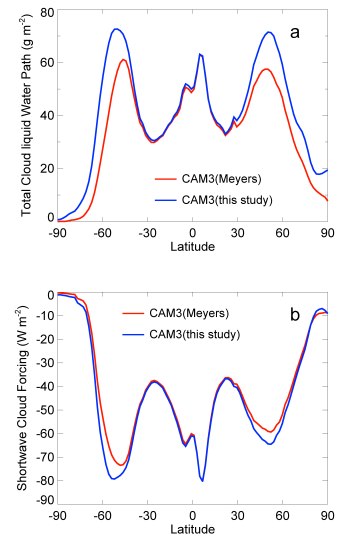 80
60
40
20
0
Total Cloud liquid Water Path (g m-2)
a
CAM3(Meyers)
CAM3(this study)
-90 -60 -30 0 30 60 90
Latitude
0
-10
-20
-30
-40
-50
-60
-70
-80
-90
Shortwave Cloud Forcing (W m-2)
b
CAM3(Meyers)
CAM3(this study)
-90 -60 -30 0 30 60 90
Latitude